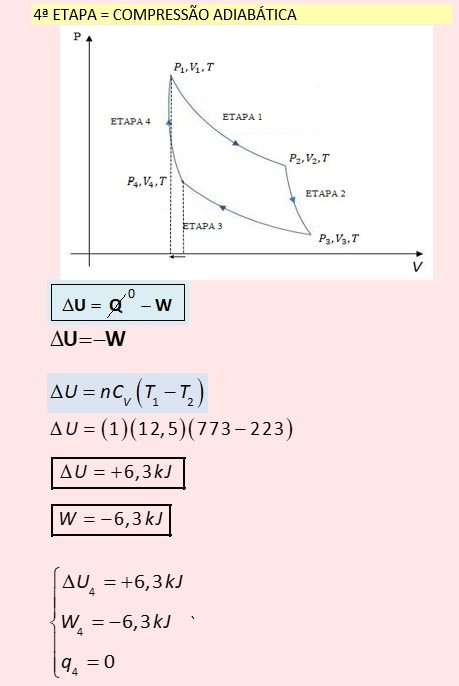 4ª ETAPA = COMPRESSÃO ADIABÁTICA
P
P₁,V₁,T
ETAPA 4
ETAPA 1
P₂,V₂,T
P₄,V₄,T
ETAPA 2
ETAPA 3
P₃,V₃,T
V
ΔU = Q⁰ − W
ΔU=−W
ΔU = nC_V(T₁−T₂)
ΔU = (1)(12,5)(773−223)
ΔU = +6,3kJ
W = −6,3kJ
ΔU₄ = +6,3kJ
W₄ = −6,3kJ `
q₄ = 0